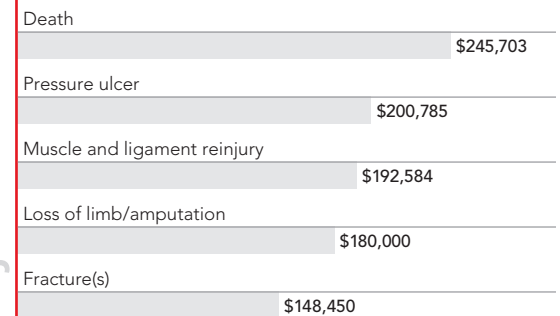 Death
$245,703
Pressure ulcer
$200,785
Muscle and ligament reinjury
$192,584
Loss of limb/amputation
$180,000
Fracture(s)
$148,450